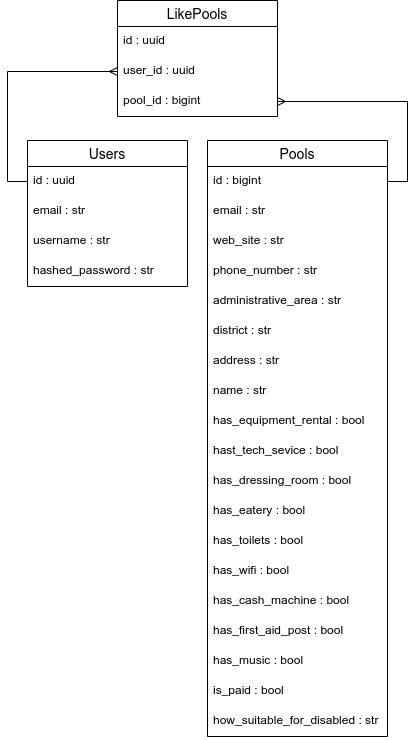 LikePools
id : uuid
user_id : uuid
pool_id : bigint
Users
id : uuid
email : str
username : str
hashed_password : str
Pools
id : bigint
email : str
web_site : str
phone_number : str
administrative_area : str
district : str
address : str
name : str
has_equipment_rental : bool
hast_tech_sevice : bool
has_dressing_room : bool
has_eatery : bool
has_toilets : bool
has_wifi : bool
has_cash_machine : bool
has_first_aid_post : bool
has_music : bool
is_paid : bool
how_suitable_for_disabled : str